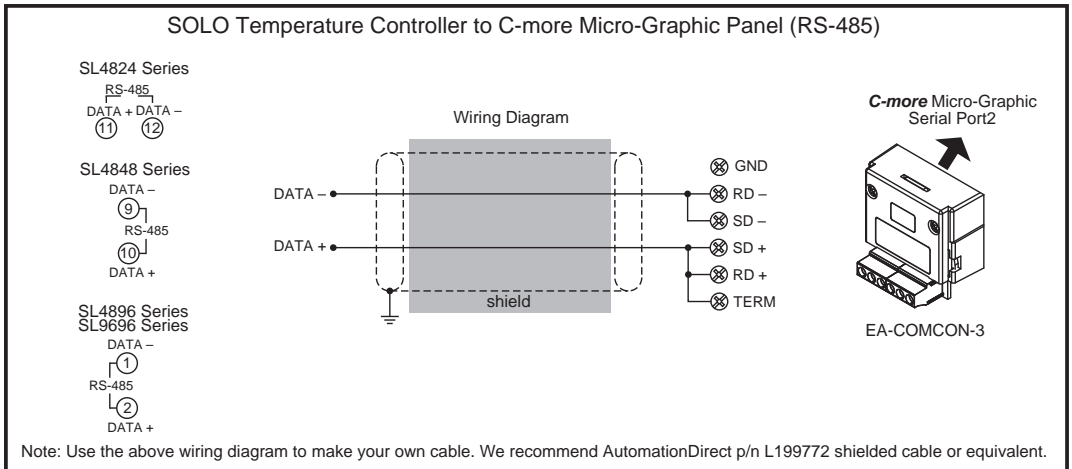 SOLO Temperature Controller to C-more Micro-Graphic Panel (RS-485)
SL4824 Series
RS-485
DATA + DATA –
11 12
SL4848 Series
DATA –
9
RS-485
10
DATA +
SL4896 Series
SL9696 Series
DATA –
1
RS-485
2
DATA +
Wiring Diagram
DATA –
DATA +
shield
GND
RD –
SD –
SD +
RD +
TERM
C-more Micro-Graphic
Serial Port2
EA-COMCON-3
Note: Use the above wiring diagram to make your own cable. We recommend AutomationDirect p/n L199772 shielded cable or equivalent.